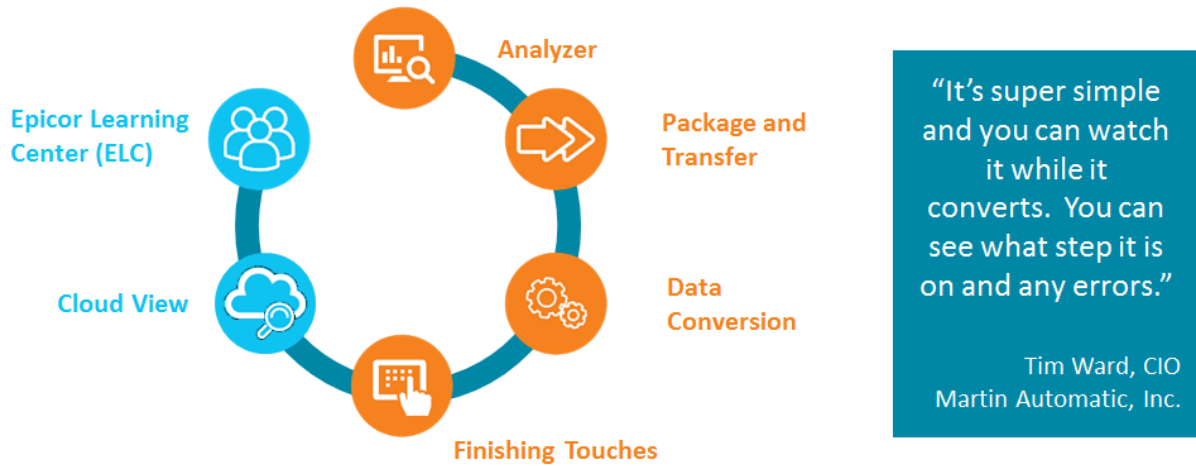 Analyzer
Package and
Transfer
Data
Conversion
Finishing Touches
Cloud View
Epicor Learning
Center (ELC)
“It’s super simple
and you can watch
it while it
converts.  You can
see what step it is
on and any errors.”
Tim Ward, CIO
Martin Automatic, Inc.